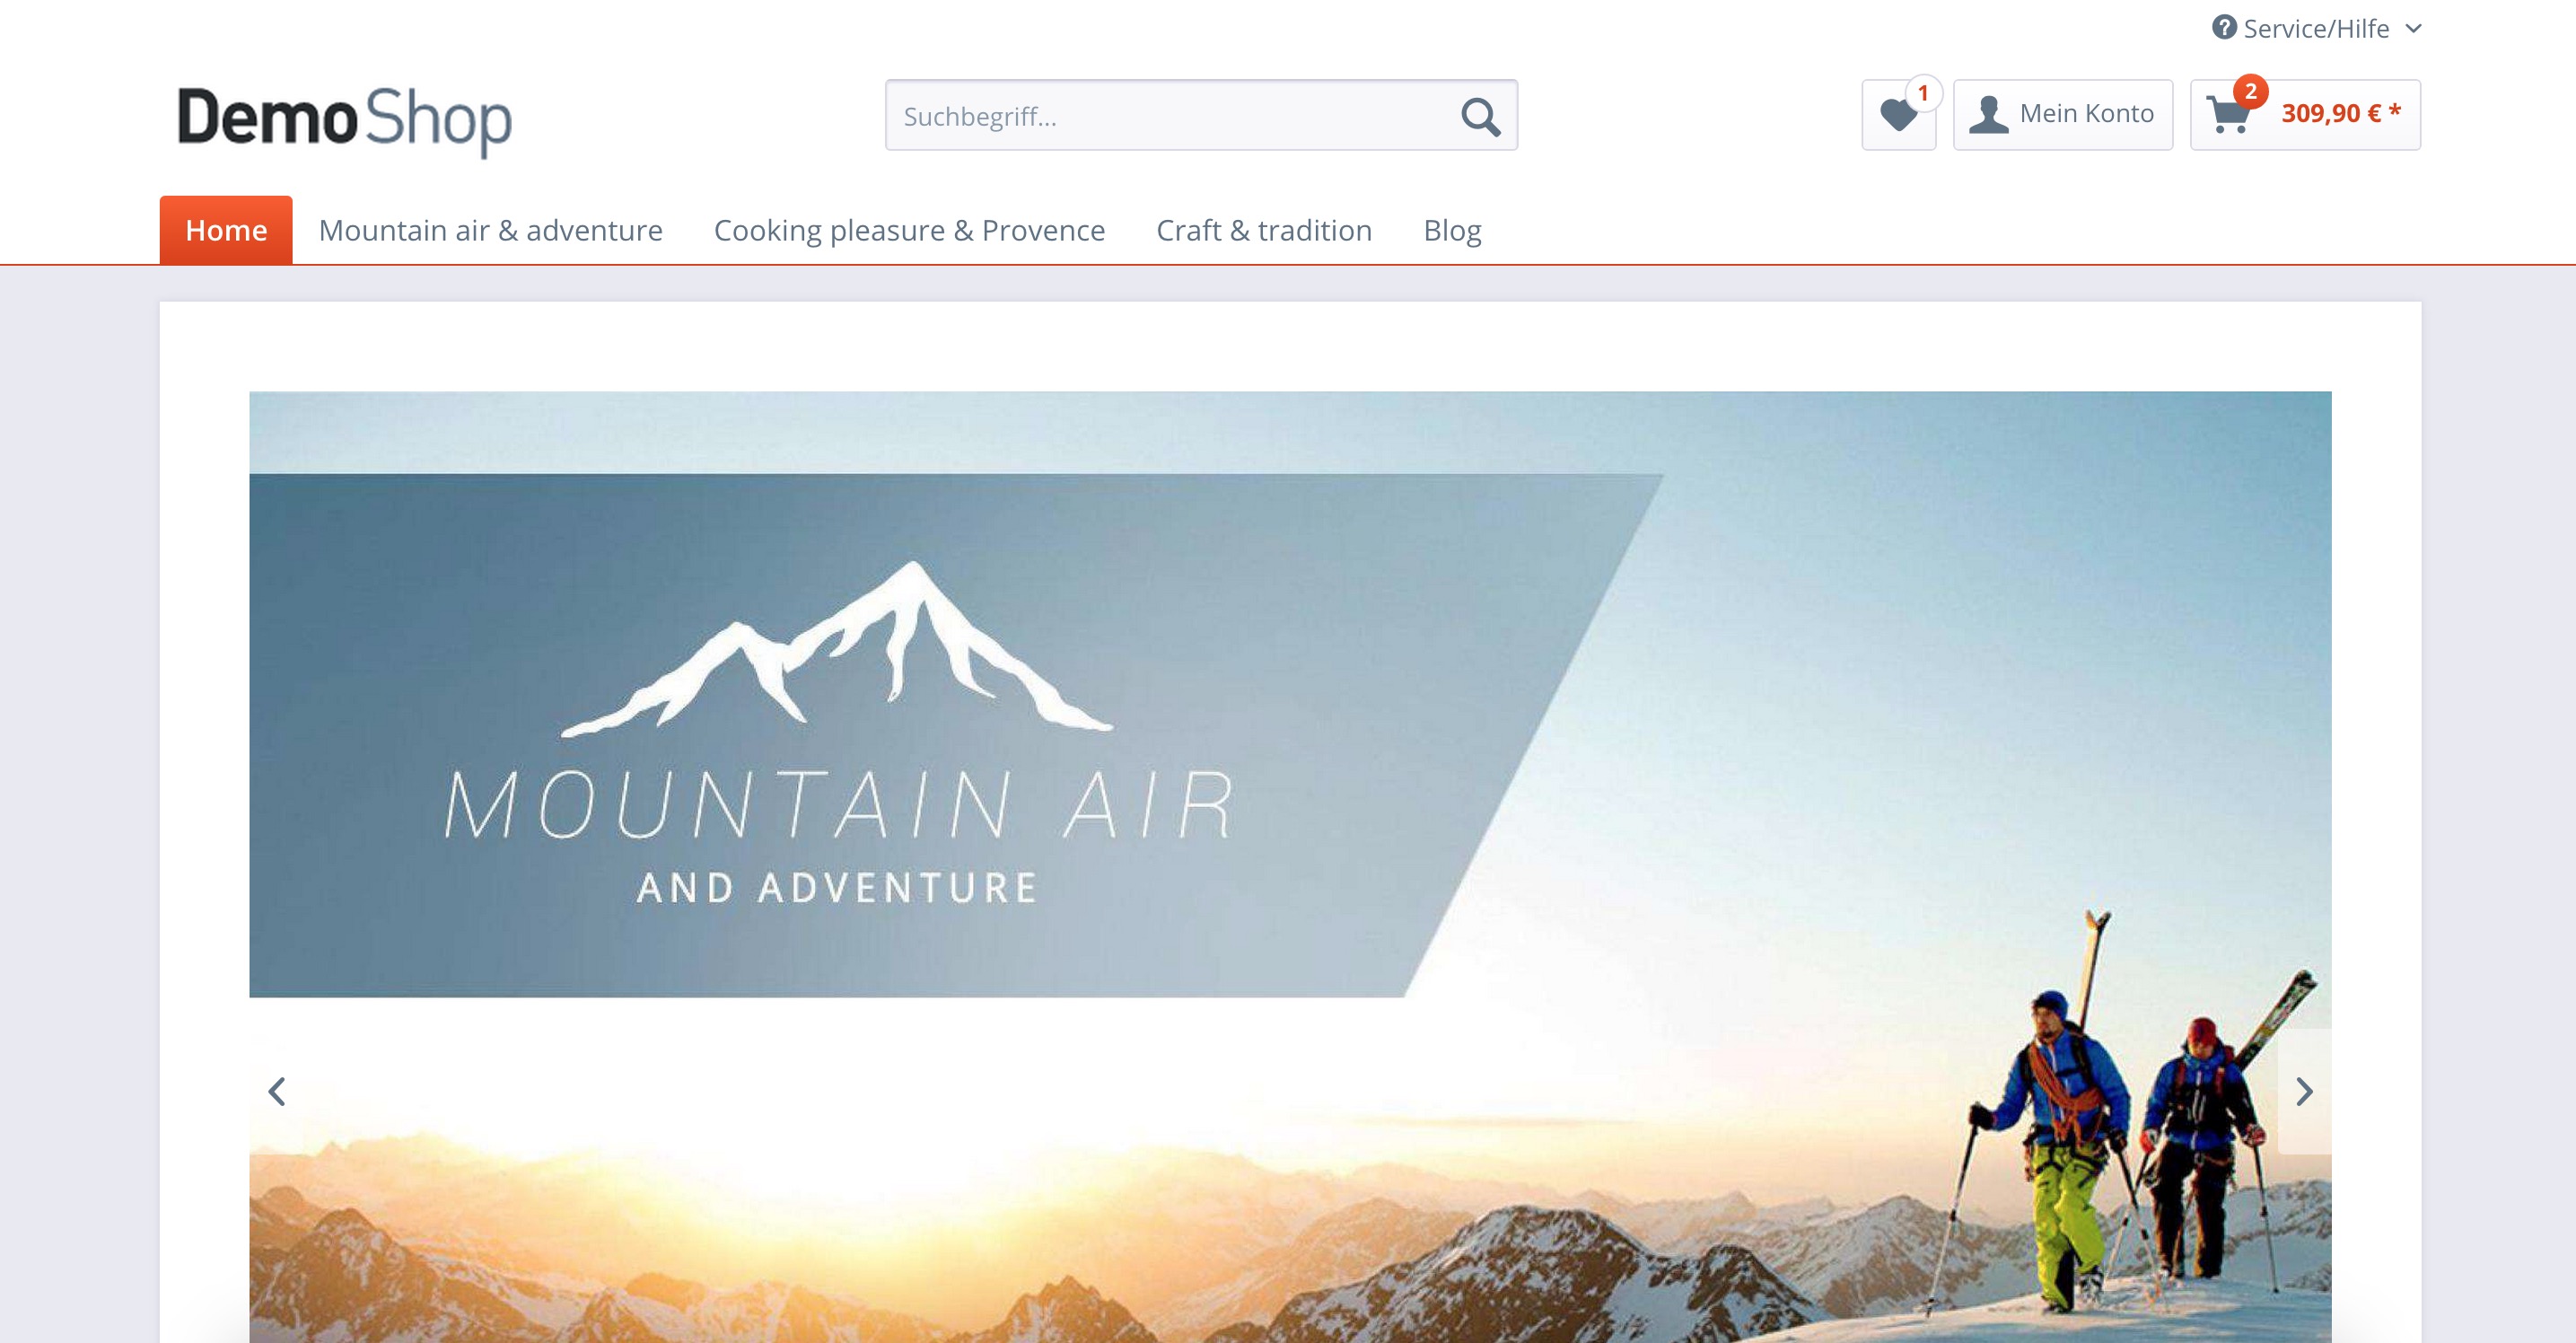 Service/Hilfe
DemoShop
Suchbegriff...
1
Mein Konto
2
309,90 € *
Home
Mountain air & adventure
Cooking pleasure & Provence
Craft & tradition
Blog
MOUNTAIN AIR
AND ADVENTURE